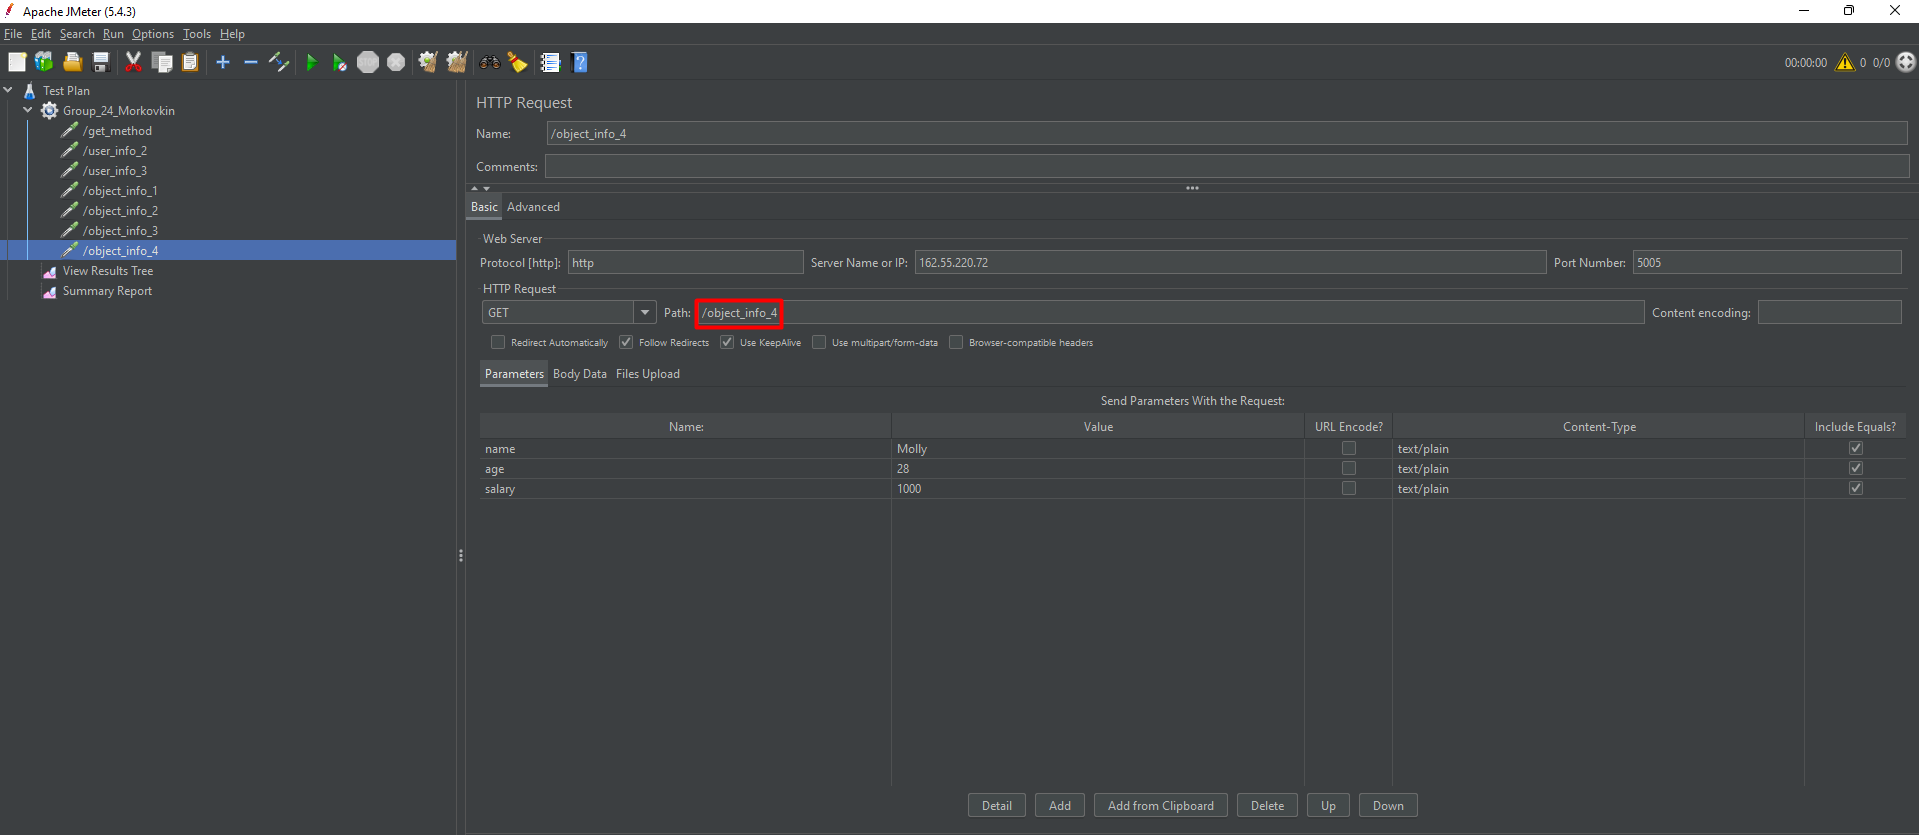 Apache JMeter (5.4.3)
File Edit Search Run Options Tools Help
STOP
00:00:00 0 0/0
Test Plan
Group_24_Morkovkin
/get_method
/user_info_2
/user_info_3
/object_info_1
/object_info_2
/object_info_3
/object_info_4
View Results Tree
Summary Report
HTTP Request
Name: /object_info_4
Comments:
Basic Advanced
Web Server
Protocol [http]: http Server Name or IP: 162.55.220.72 Port Number: 5005
HTTP Request
GET Path: /object_info_4 Content encoding:
Redirect Automatically Follow Redirects Use KeepAlive Use multipart/form-data Browser-compatible headers
Parameters Body Data Files Upload
Send Parameters With the Request:
Name: Value URL Encode? Content-Type Include Equals?
name Molly text/plain
age 28 text/plain
salary 1000 text/plain
Detail Add Add from Clipboard Delete Up Down